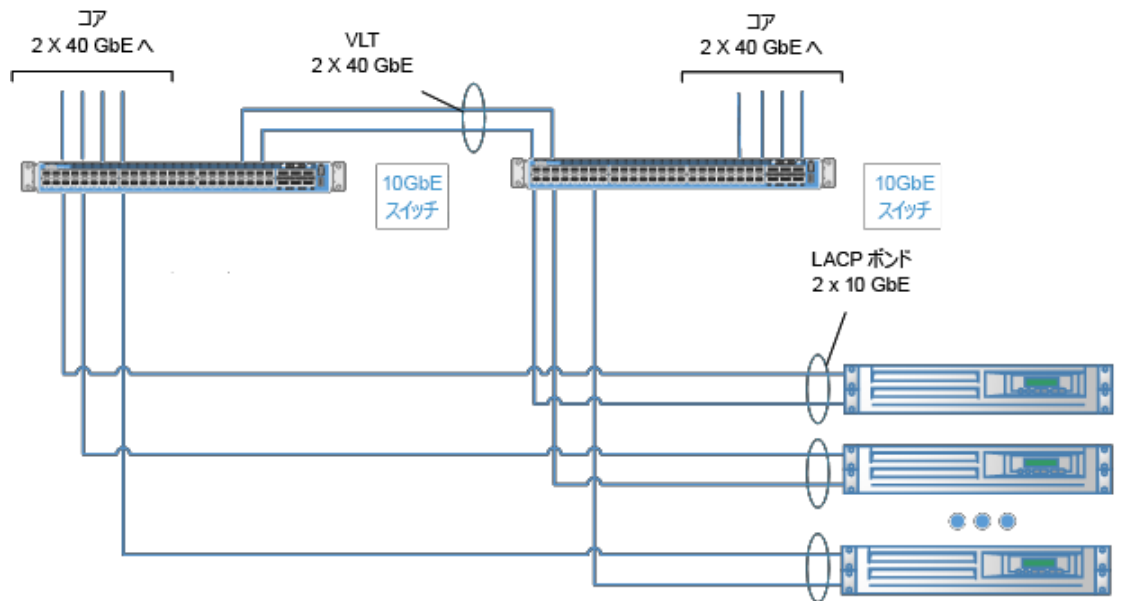 コア
2 X 40 GbE へ
VLT
2 X 40 GbE
コア
2 X 40 GbE へ
10GbE
スイッチ
10GbE
スイッチ
LACP ボンド
2 x 10 GbE